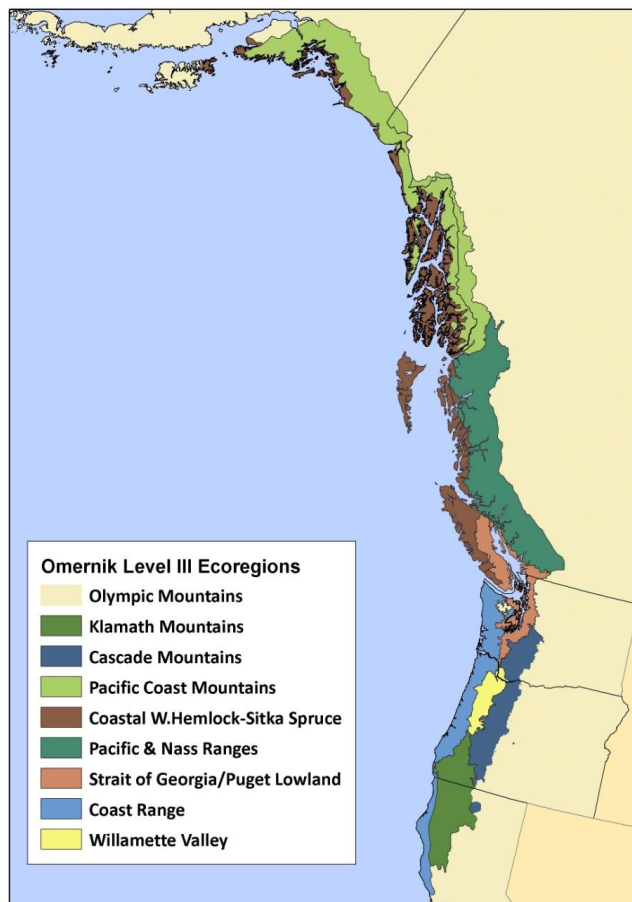 Omernik Level III Ecoregions
Olympic Mountains
Klamath Mountains
Cascade Mountains
Pacific Coast Mountains
Coastal W.Hemlock-Sitka Spruce
Pacific & Nass Ranges
Strait of Georgia/Puget Lowland
Coast Range
Willamette Valley